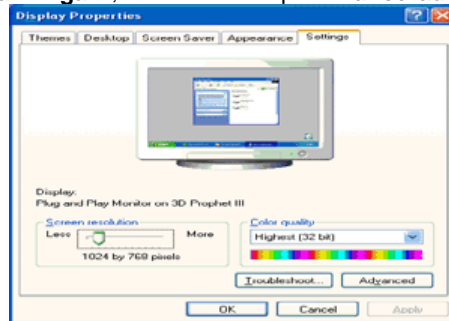 Display Properties
Themes Desktop Screen Saver Appearance Settings
Display:
Plug and Play Monitor on 3D Prophet III
Screen resolution
Less More
1024 by 768 pixels
Color quality
Highest (32 bit)
Troubleshoot... Advanced
OK Cancel Apply